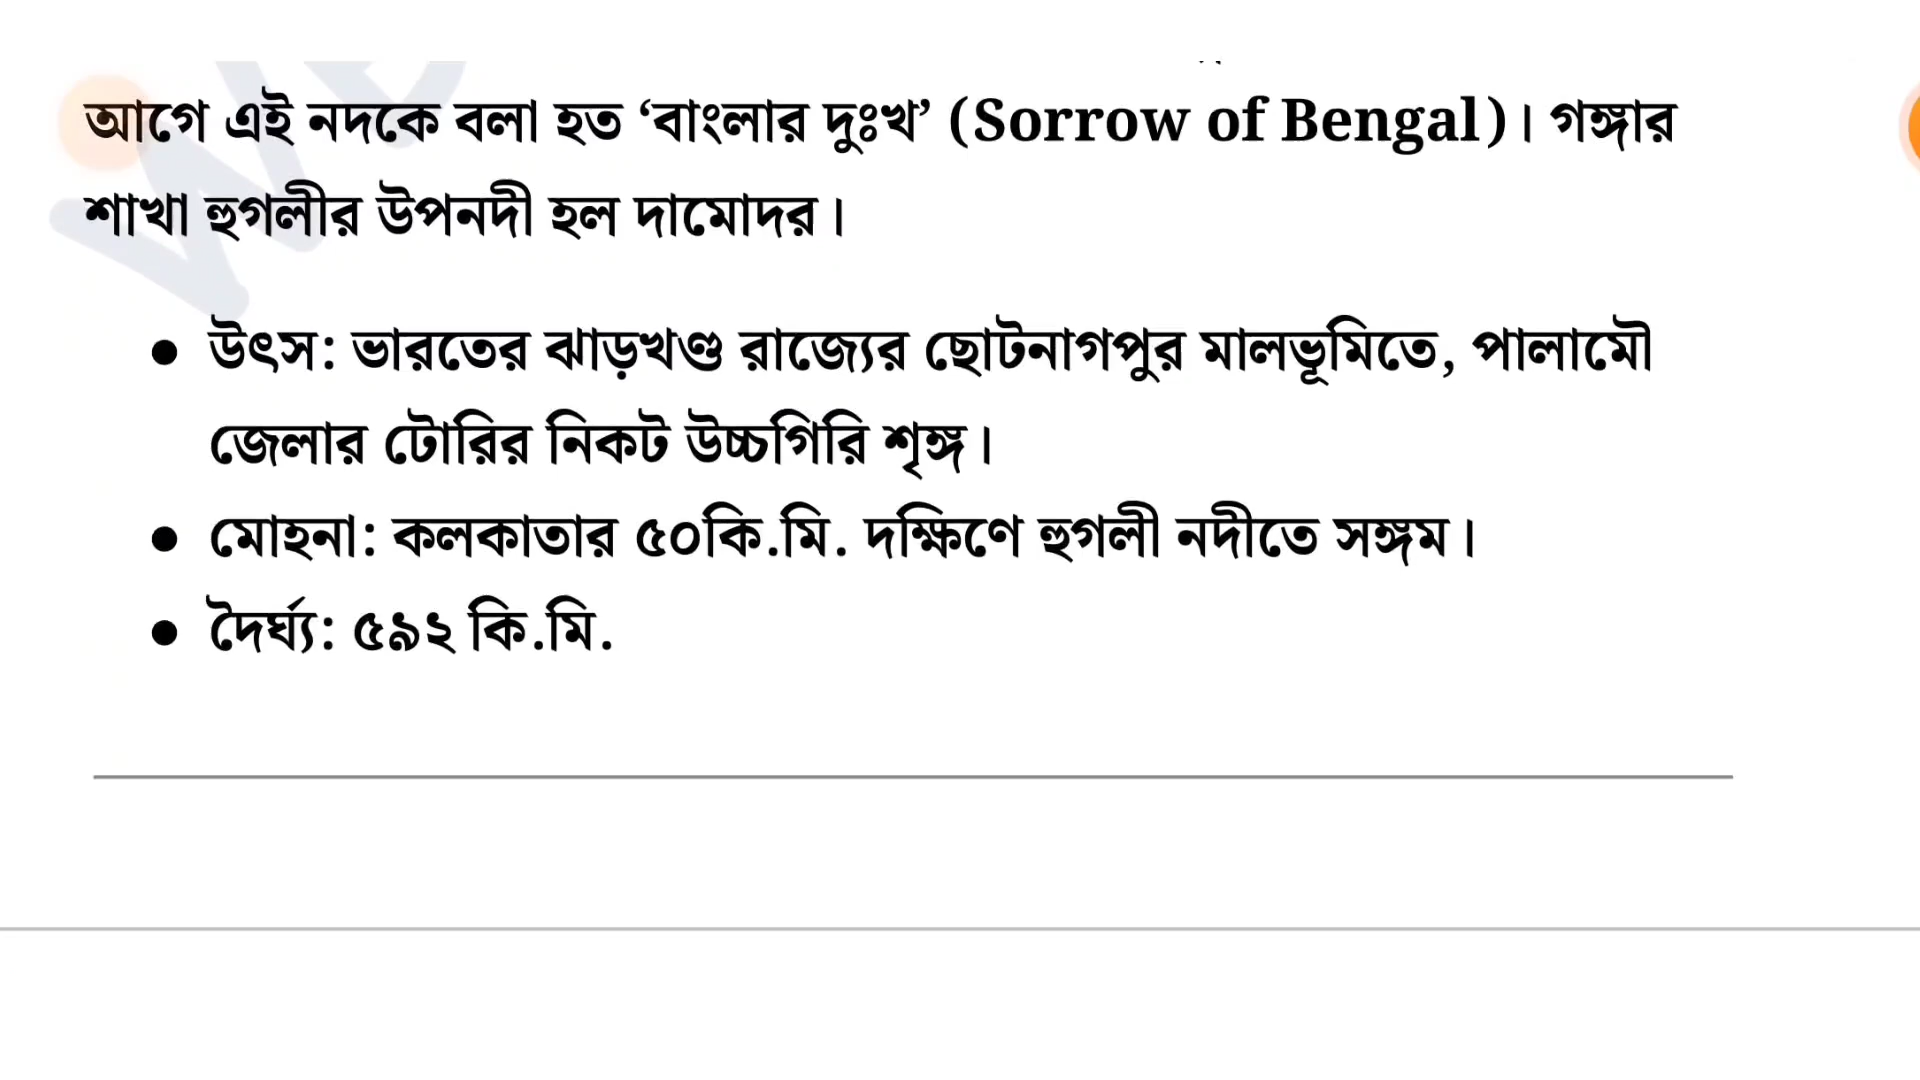 আগে এই নদকে বলা হত ‘বাংলার দুঃখ’ (Sorrow of Bengal)। গঙ্গার
শাখা হুগলীর উপনদী হল দামোদর।
● উৎস: ভারতের ঝাড়খণ্ড রাজ্যের ছোটনাগপুর মালভূমিতে, পালামৌ
জেলার টোরির নিকট উচ্চগিরি শৃঙ্গ।
● মোহনা: কলকাতার ৫০কি.মি. দক্ষিণে হুগলী নদীতে সঙ্গম।
● দৈর্ঘ্য: ৫৯২ কি.মি.